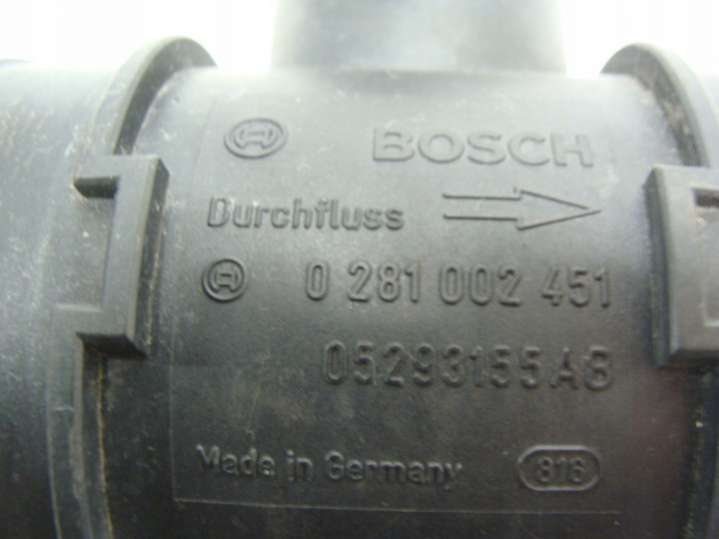 BOSCH
Durchfluss
0 281 002 451
05293155AB
Made in Germany 816